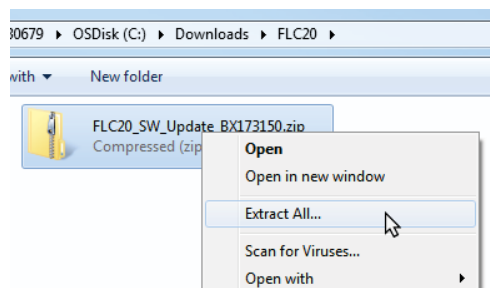 30679 ▸ OSDisk (C:) ▸ Downloads ▸ FLC20 ▸
with ▾ New folder
FLC20_SW_Update_BX173150.zip
Compressed (zip
Open
Open in new window
Extract All...
Scan for Viruses...
Open with